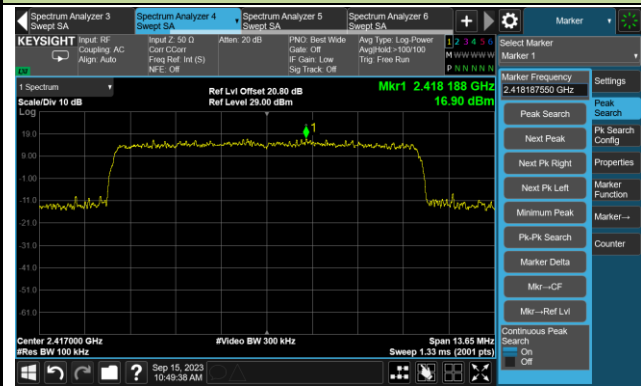 Spectrum Analyzer 3
Swept SA
Spectrum Analyzer 4
Swept SA
Spectrum Analyzer 5
Swept SA
Spectrum Analyzer 6
Swept SA
Marker
KEYSIGHT
Input: RF
Coupling: AC
Align: Auto
Input Z: 50 Ω
Corr CCorr
Freq Ref: Int (S)
NFE: Off
Atten: 20 dB
PNO: Best Wide
Gate: Off
IF Gain: Low
Sig Track: Off
Avg Type: Log-Power
Avg|Hold:>100/100
Trig: Free Run
1 2 3 4 5 6
M W W W W W
P N N N N N
Select Marker
Marker 1
1 Spectrum
Scale/Div 10 dB
Log
Ref Lvl Offset 20.80 dB
Ref Level 29.00 dBm
Mkr1 2.418 188 GHz
16.90 dBm
1
19.0
9.00
-1.00
-11.0
-21.0
-31.0
-41.0
-51.0
-61.0
Center 2.417000 GHz
#Res BW 100 kHz
#Video BW 300 kHz
Span 13.65 MHz
Sweep 1.33 ms (2001 pts)
Marker Frequency
2.418187550 GHz
Peak Search
Next Peak
Next Pk Right
Next Pk Left
Minimum Peak
Pk-Pk Search
Marker Delta
Mkr→CF
Mkr→Ref Lvl
Continuous Peak
Search
On
Off
Settings
Peak
Search
Pk Search
Config
Properties
Marker
Function
Marker→
Counter
Sep 15, 2023
10:49:38 AM